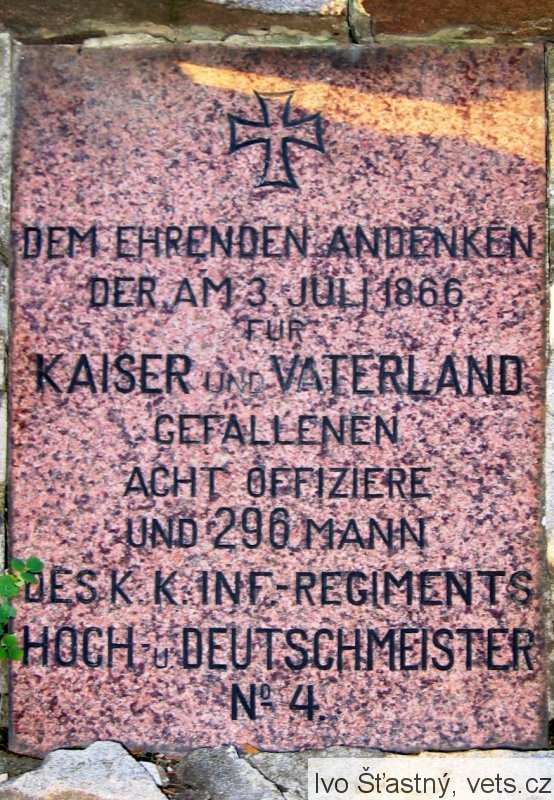 DEM EHRENDEN ANDENKEN
DER AM 3. JULI 1866
FUR
KAISER UND VATERLAND
GEFALLENEN
ACHT OFFIZIERE
UND 296 MANN
DES K. K. INF.-REGIMENTS
HOCH- u DEUTSCHMEISTER
Nº 4.
Ivo Šťastný, vets.cz